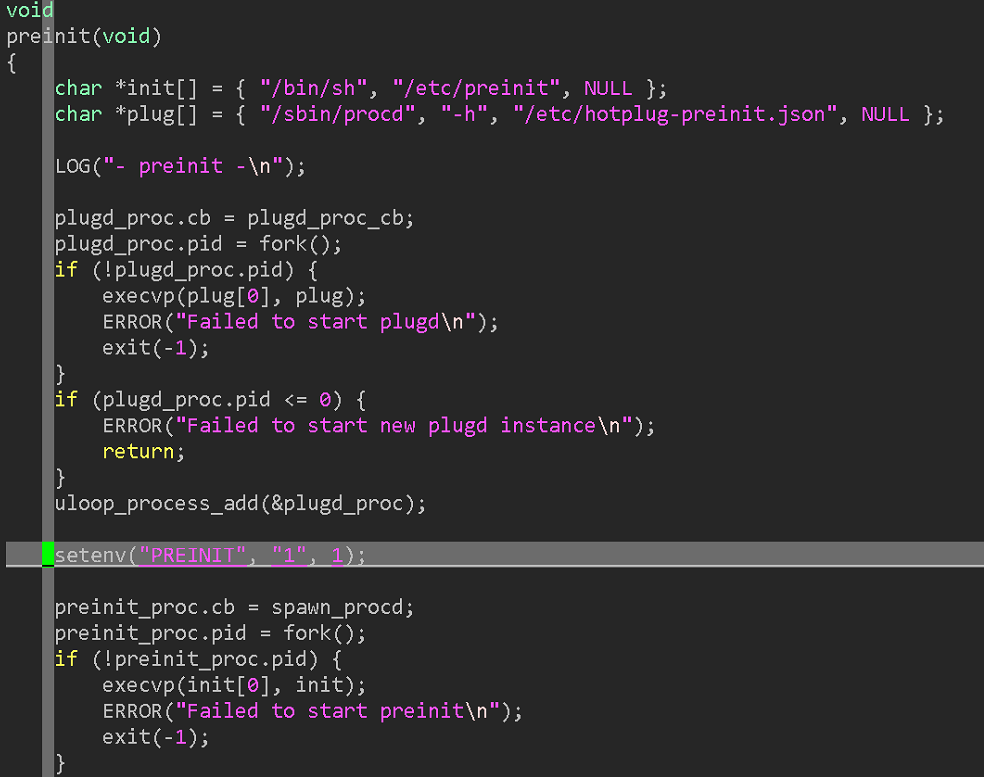 void
preinit(void)
{
char *init[] = { "/bin/sh", "/etc/preinit", NULL };
char *plug[] = { "/sbin/procd", "-h", "/etc/hotplug-preinit.json", NULL };
LOG("- preinit -\n");
plugd_proc.cb = plugd_proc_cb;
plugd_proc.pid = fork();
if (!plugd_proc.pid) {
execvp(plug[0], plug);
ERROR("Failed to start plugd\n");
exit(-1);
}
if (plugd_proc.pid <= 0) {
ERROR("Failed to start new plugd instance\n");
return;
}
uloop_process_add(&plugd_proc);
setenv("PREINIT", "1", 1);
preinit_proc.cb = spawn_procd;
preinit_proc.pid = fork();
if (!preinit_proc.pid) {
execvp(init[0], init);
ERROR("Failed to start preinit\n");
exit(-1);
}